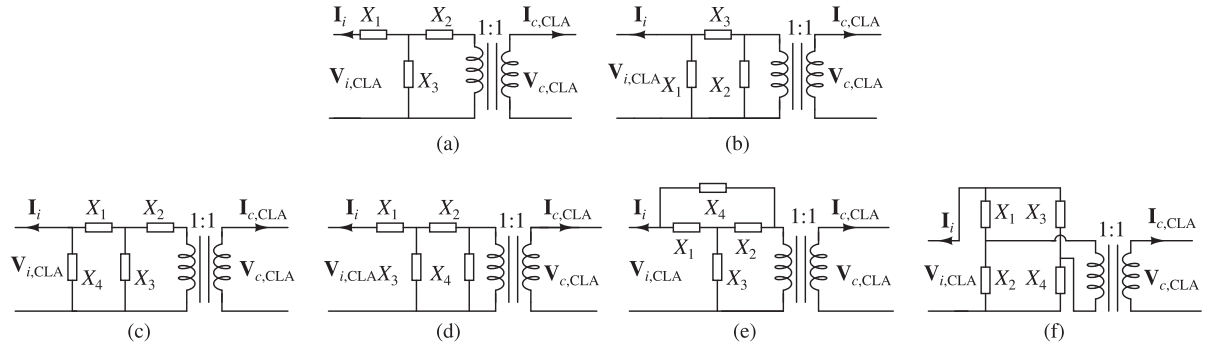 I_i X_1 X_2 1:1 I_c,CLA
V_i,CLA X_3 V_c,CLA
(a)
I_i X_3 1:1 I_c,CLA
V_i,CLA X_1 X_2 V_c,CLA
(b)
I_i X_1 X_2 1:1 I_c,CLA
V_i,CLA X_4 X_3 V_c,CLA
(c)
I_i X_1 X_2 1:1 I_c,CLA
V_i,CLA X_3 X_4 V_c,CLA
(d)
I_i X_4 1:1 I_c,CLA
X_1 X_2
V_i,CLA X_3 V_c,CLA
(e)
I_i X_1 X_3 1:1 I_c,CLA
V_i,CLA X_2 X_4 V_c,CLA
(f)